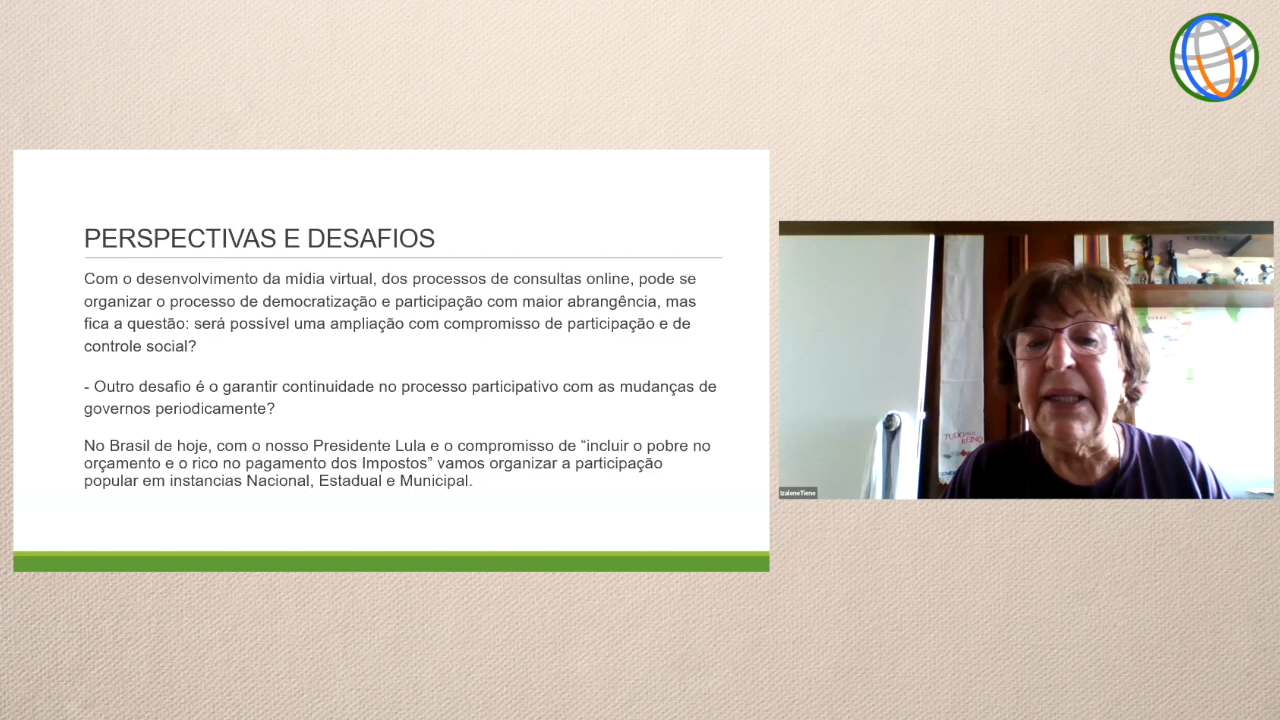 PERSPECTIVAS E DESAFIOS
Com o desenvolvimento da mídia virtual, dos processos de consultas online, pode se
organizar o processo de democratização e participação com maior abrangência, mas
fica a questão: será possível uma ampliação com compromisso de participação e de
controle social?
- Outro desafio é o garantir continuidade no processo participativo com as mudanças de
governos periodicamente?
No Brasil de hoje, com o nosso Presidente Lula e o compromisso de “incluir o pobre no
orçamento e o rico no pagamento dos Impostos” vamos organizar a participação
popular em instancias Nacional, Estadual e Municipal.
IzaleneTiene